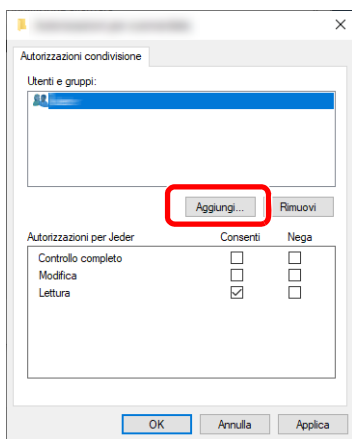 Autorizzazioni condivisione
Utenti e gruppi:
Aggiungi...
Rimuovi
Autorizzazioni per Jeder
Consenti
Nega
Controllo completo
Modifica
Lettura
OK
Annulla
Applica